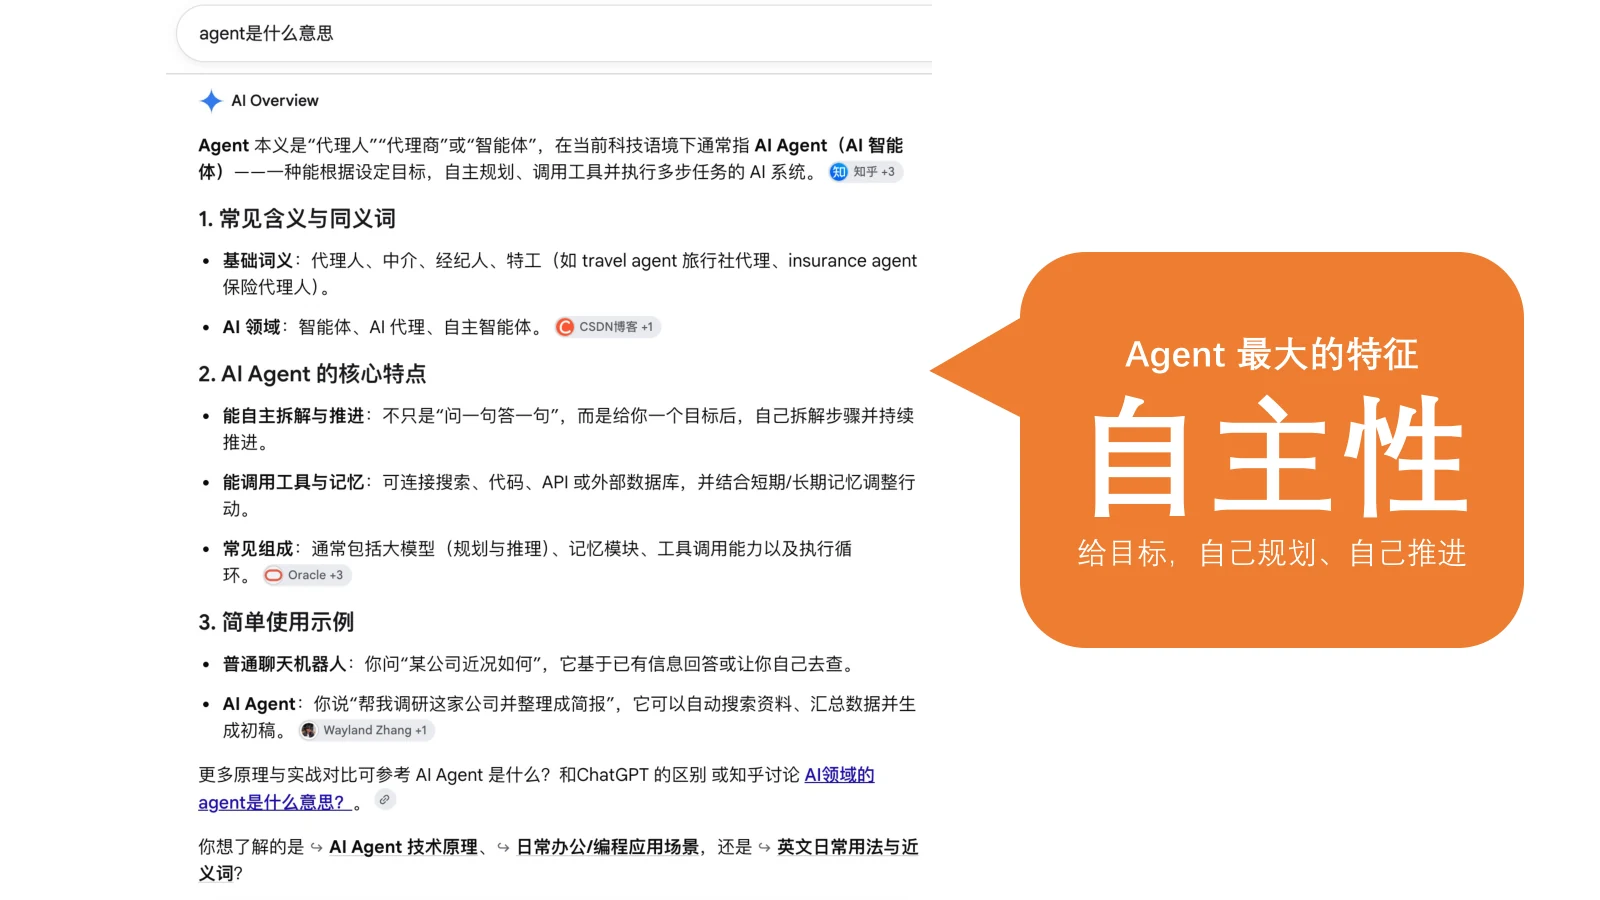 agent是什么意思
AI Overview
Agent 本义是“代理人”“代理商”或“智能体”，在当前科技语境下通常指 AI Agent（AI 智能
体）——一种能根据设定目标，自主规划、调用工具并执行多步任务的 AI 系统。 知 知乎 +3
1. 常见含义与同义词
• 基础词义：代理人、中介、经纪人、特工（如 travel agent 旅行社代理、insurance agent
保险代理人）。
• AI 领域：智能体、AI 代理、自主智能体。 C CSDN博客 +1
2. AI Agent 的核心特点
• 能自主拆解与推进：不只是“问一句答一句”，而是给你一个目标后，自己拆解步骤并持续
推进。
• 能调用工具与记忆：可连接搜索、代码、API 或外部数据库，并结合短期/长期记忆调整行
动。
• 常见组成：通常包括大模型（规划与推理）、记忆模块、工具调用能力以及执行循
环。 Oracle +3
3. 简单使用示例
• 普通聊天机器人：你问“某公司近况如何”，它基于已有信息回答或让你自己去查。
• AI Agent：你说“帮我调研这家公司并整理成简报”，它可以自动搜索资料、汇总数据并生
成初稿。 Wayland Zhang +1
更多原理与实战对比可参考 AI Agent 是什么？和ChatGPT 的区别 或知乎讨论 AI领域的
agent是什么意思？ 。
你想了解的是 ↪ AI Agent 技术原理、↪ 日常办公/编程应用场景，还是 ↪ 英文日常用法与近
义词?
Agent 最大的特征
自主性
给目标，自己规划、自己推进